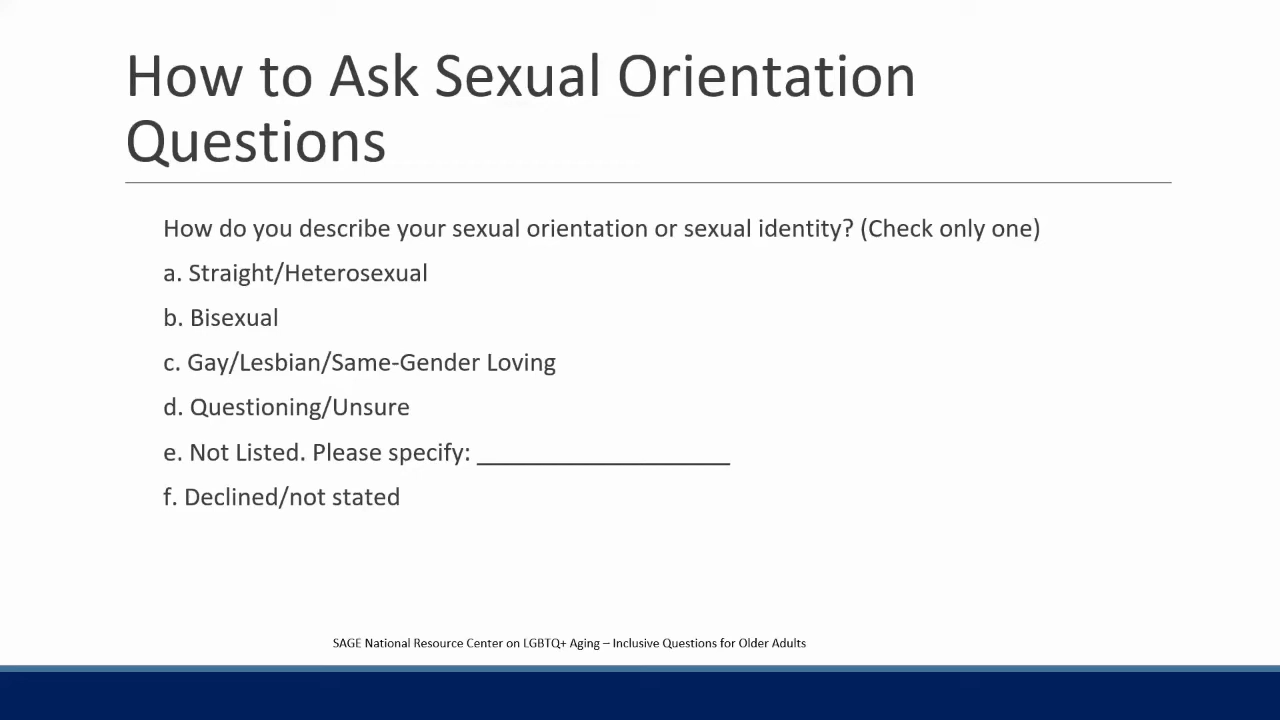 How to Ask Sexual Orientation
Questions
How do you describe your sexual orientation or sexual identity? (Check only one)
a. Straight/Heterosexual
b. Bisexual
c. Gay/Lesbian/Same-Gender Loving
d. Questioning/Unsure
e. Not Listed. Please specify: ___________________
f. Declined/not stated
SAGE National Resource Center on LGBTQ+ Aging – Inclusive Questions for Older Adults